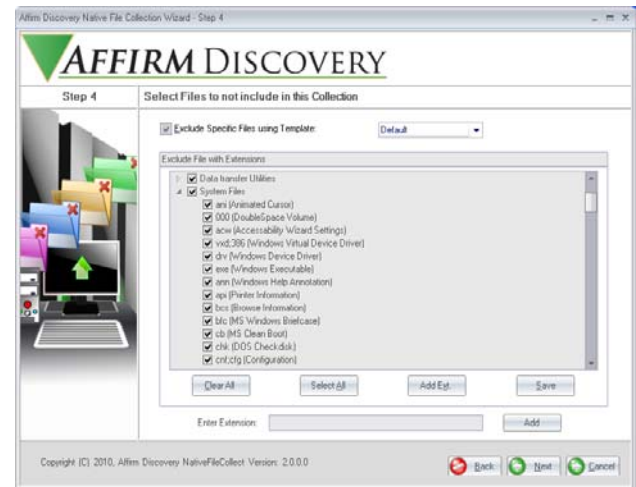 Affirm Discovery Native File Collection Wizard - Step 4
AFFIRM DISCOVERY
Step 4
Select Files to not include in this Collection
Exclude Specific Files using Template:
Default
Exclude File with Extensions
Data transfer Utilities
System Files
ani (Animated Cursor)
000 (DoubleSpace Volume)
acw (Accessability Wizard Settings)
vxd;386 (Windows Virtual Device Driver)
drv (Windows Device Driver)
exe (Windows Executable)
ann (Windows Help Annotation)
api (Printer Information)
bcs (Browse Information)
bfc (MS Windows Briefcase)
cb (MS Clean Boot)
chk (DOS Checkdisk)
cnf;cfg (Configuration)
Clear All
Select All
Add Ext.
Save
Enter Extension:
Add
Copyright (C) 2010, Affirm Discovery NativeFileCollect Version: 2.0.0.0
Back
Next
Cancel